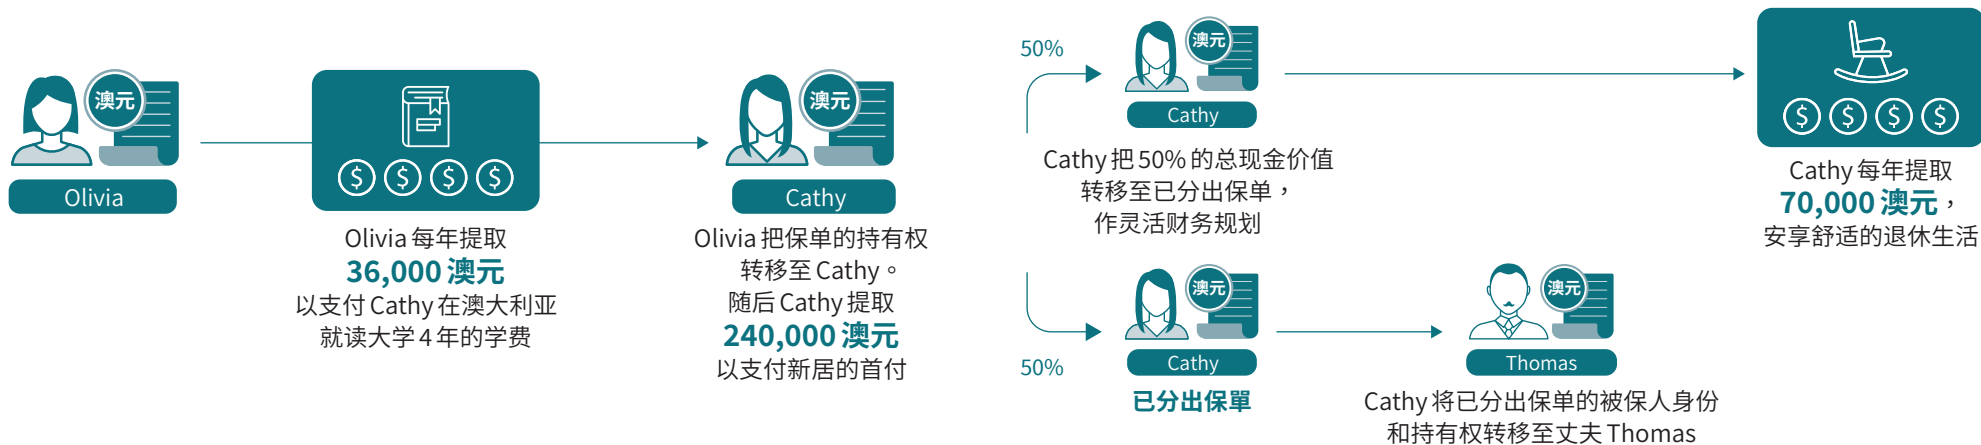 澳元
Olivia
Olivia 每年提取
36,000 澳元
以支付 Cathy 在澳大利亚
就读大学 4 年的学费
澳元
Cathy
Olivia 把保单的持有权
转移至 Cathy。
随后 Cathy 提取
240,000 澳元
以支付新居的首付
50%
澳元
Cathy
Cathy 把 50% 的总现金价值
转移至已分出保单，
作灵活财务规划
Cathy 每年提取
70,000 澳元，
安享舒适的退休生活
50%
澳元
Cathy
已分出保單
澳元
Thomas
Cathy 将已分出保单的被保人身份
和持有权转移至丈夫 Thomas